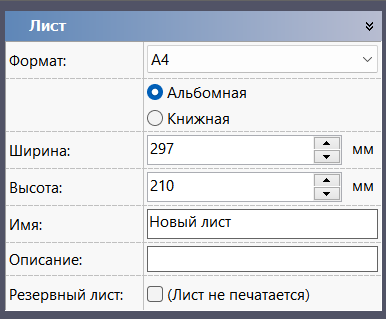 Лист
Формат: A4
Альбомная
Книжная
Ширина: 297 мм
Высота: 210 мм
Имя: Новый лист
Описание:
Резервный лист: (Лист не печатается)